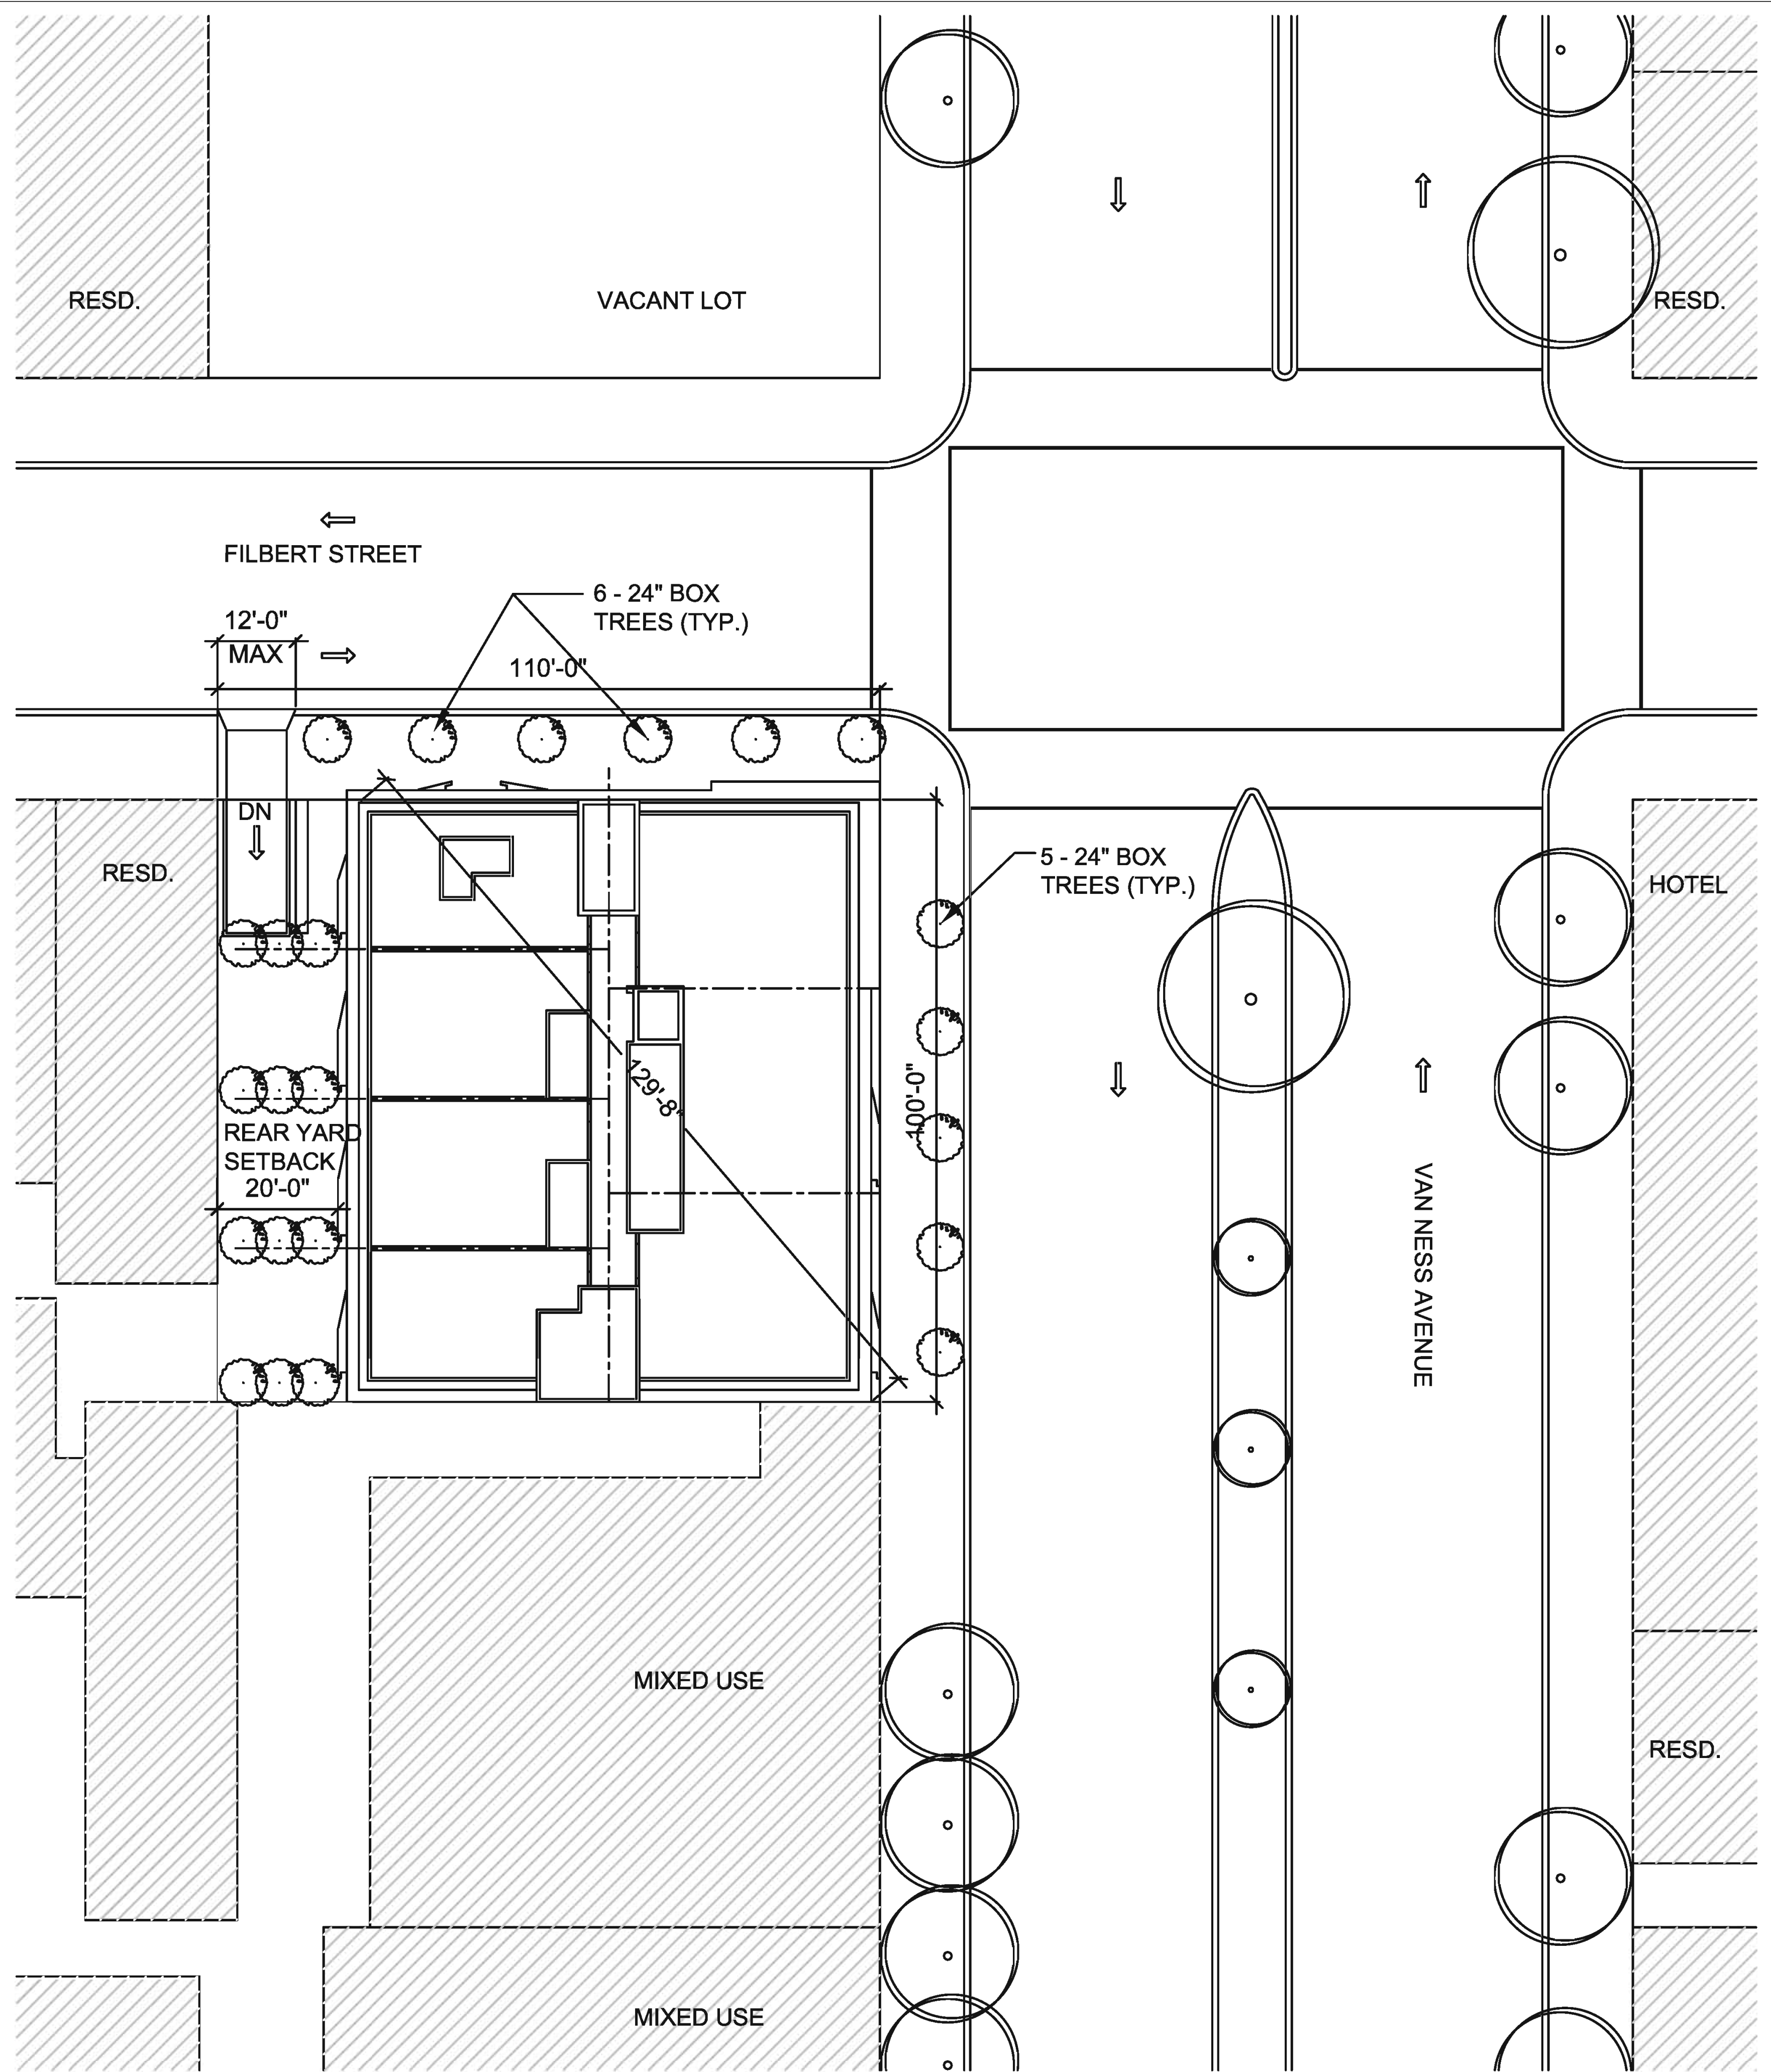 RESD.
VACANT LOT
RESD.
FILBERT STREET
6 - 24" BOX
TREES (TYP.)
12'-0"
MAX
110'-0"
DN
RESD.
5 - 24" BOX
TREES (TYP.)
HOTEL
129'-8"
100'-0"
REAR YARD
SETBACK
20'-0"
VAN NESS AVENUE
MIXED USE
RESD.
MIXED USE